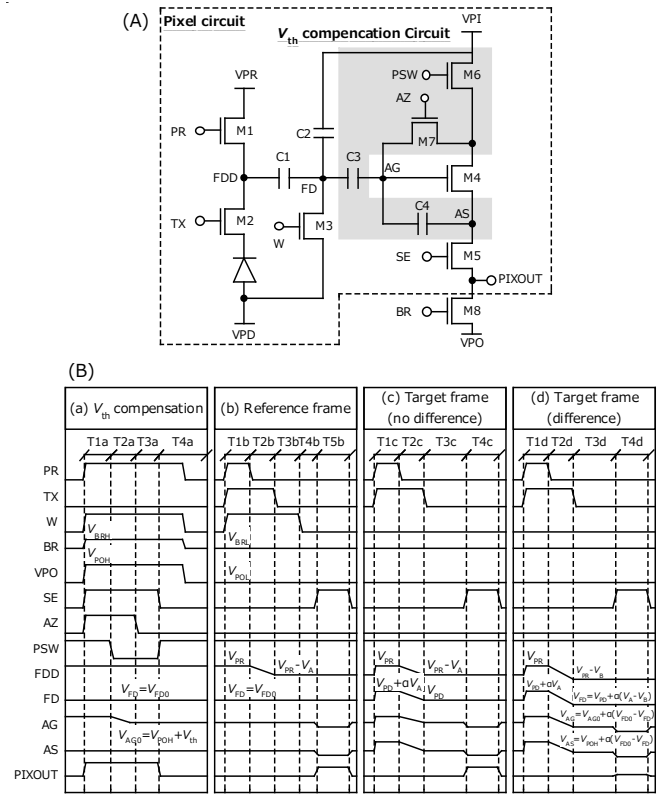 (A)
Pixel circuit
Vth compencation Circuit
VPI
PSW
M6
VPR
AZ
PR
M1
C2
M7
C1
C3
AG
M4
FDD
FD
C4
AS
M2
M3
TX
W
SE
M5
PIXOUT
BR
M8
VPD
VPO
(B)
(a) Vth compensation
(b) Reference frame
(c) Target frame
(no difference)
(d) Target frame
(difference)
T1a T2a T3a T4a
T1b T2b T3b T4b T5b
T1c T2c T3c T4c
T1d T2d T3d T4d
PR
TX
W
VBRH
VBRL
BR
VPOH
VPOL
VPO
SE
AZ
PSW
VPR
VPR-VA
VPR
VPR-VA
VPR
VPR-VB
FDD
VFD=VFD0
VFD=VFD0
VPD+αVA
VPD
VPD+αVA
VFD=VPD+α(VA-VB)
FD
VAG=VAG0+α(VFD0-VFD)
AG
VAG0=VPOH+Vth
VAS=VPOH+α(VFD0-VFD)
AS
PIXOUT